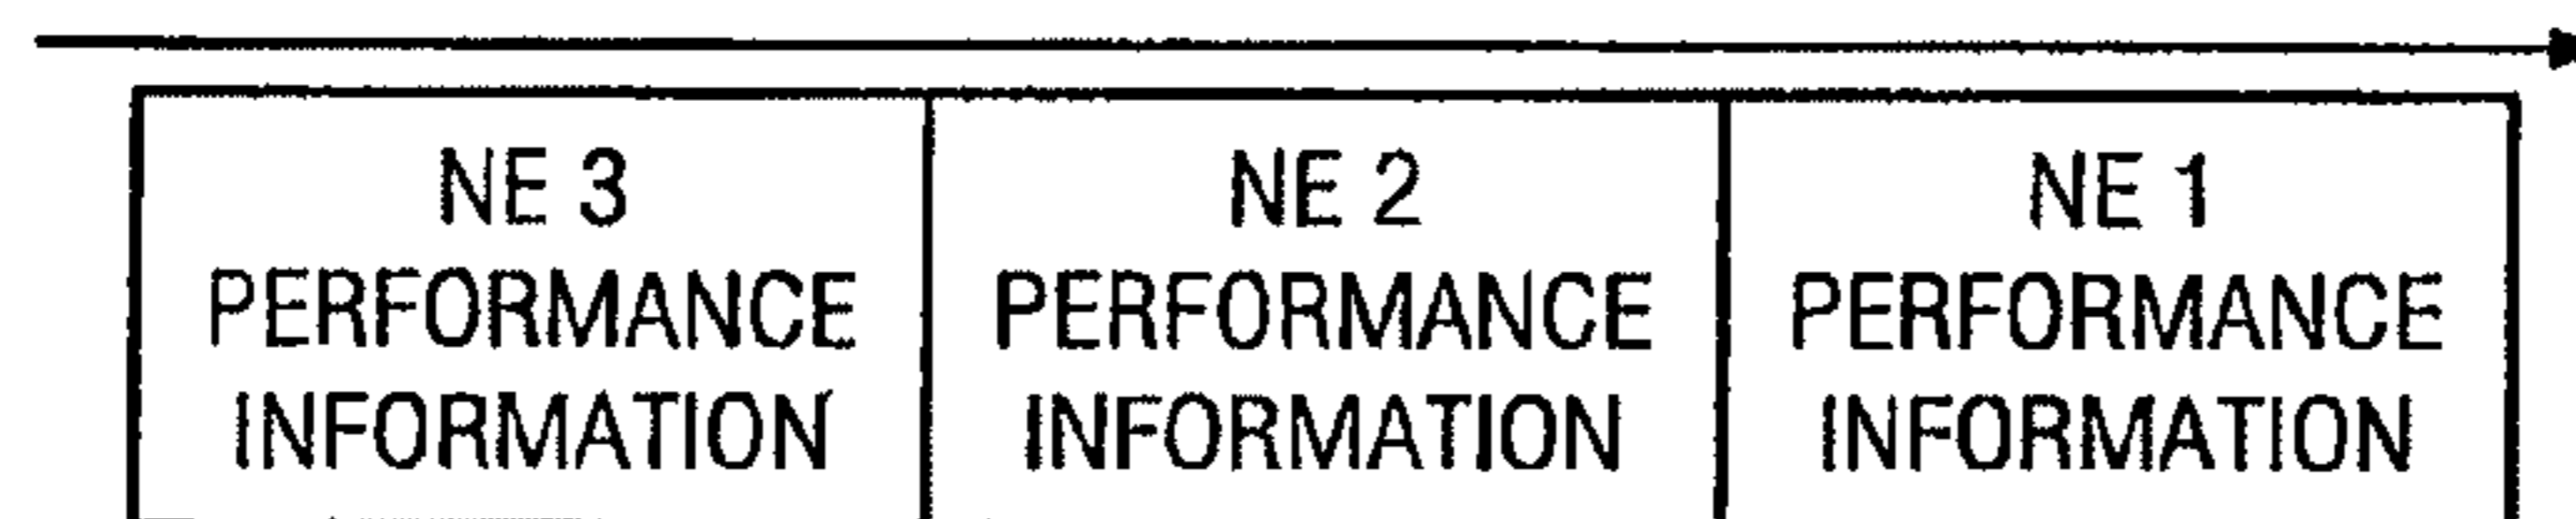 NE 3
PERFORMANCE
INFORMATION
NE 2
PERFORMANCE
INFORMATION
NE 1
PERFORMANCE
INFORMATION